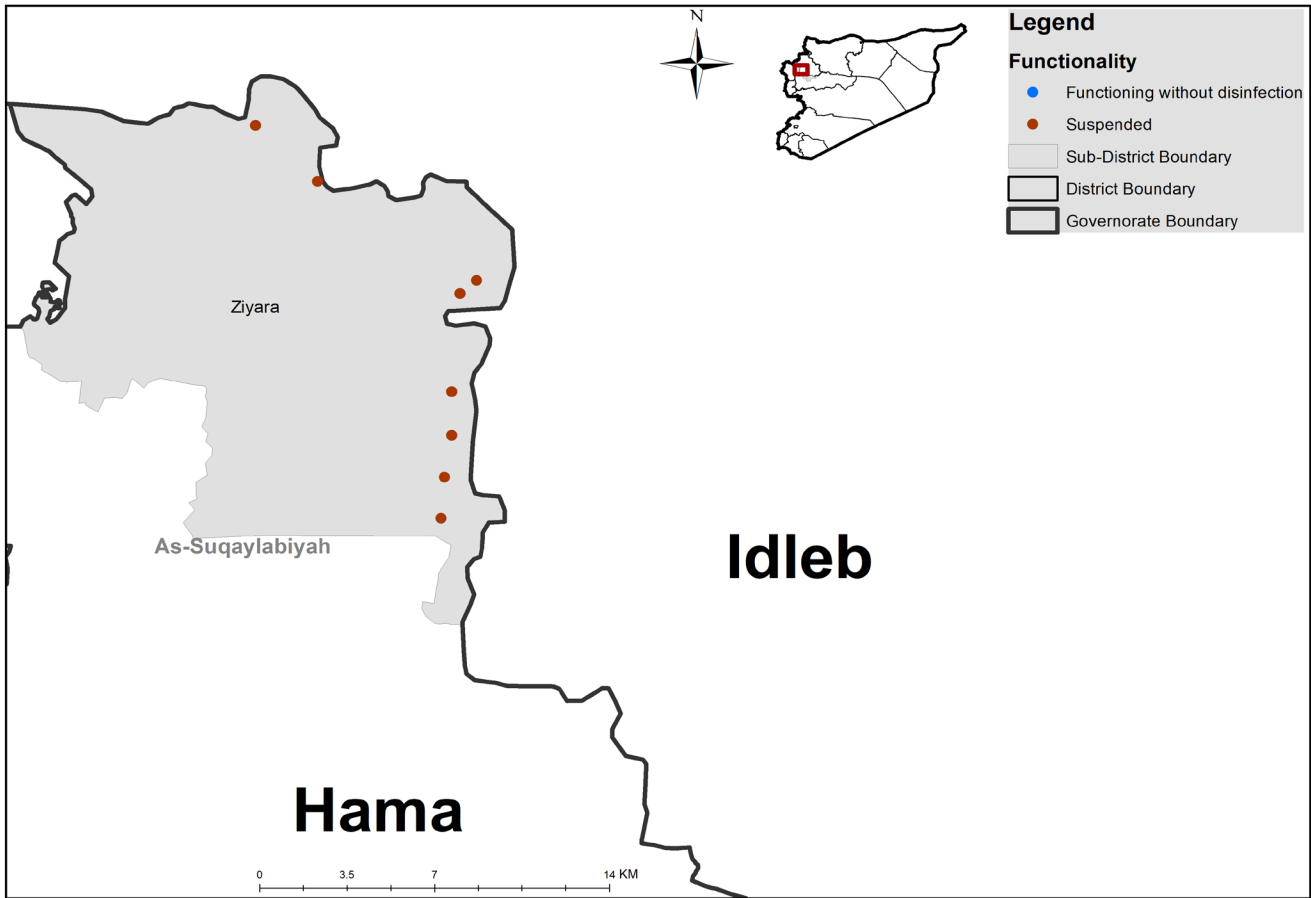 N
Legend
Functionality
Functioning without disinfection
Suspended
Sub-District Boundary
District Boundary
Governorate Boundary
Ziyara
As-Suqaylabiyah
Idleb
Hama
0 3.5 7 14 KM